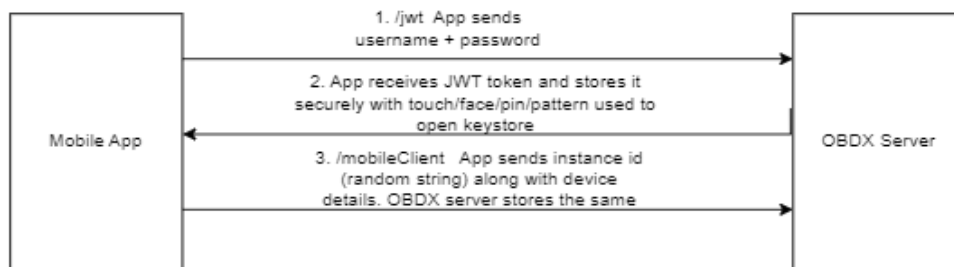 1. /jwt App sends
username + password
2. App receives JWT token and stores it
securely with touch/face/pin/pattern used to
open keystore
Mobile App
OBDX Server
3. /mobileClient App sends instance id
(random string) along with device
details. OBDX server stores the same